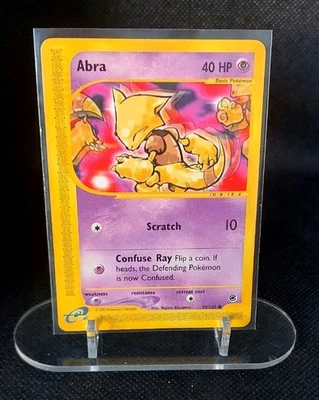 Abra
40 HP
Basic Pokémon
Scratch 10
Confuse Ray Flip a coin. If
heads, the Defending Pokémon
is now Confused.
weakness resistance retreat cost
e